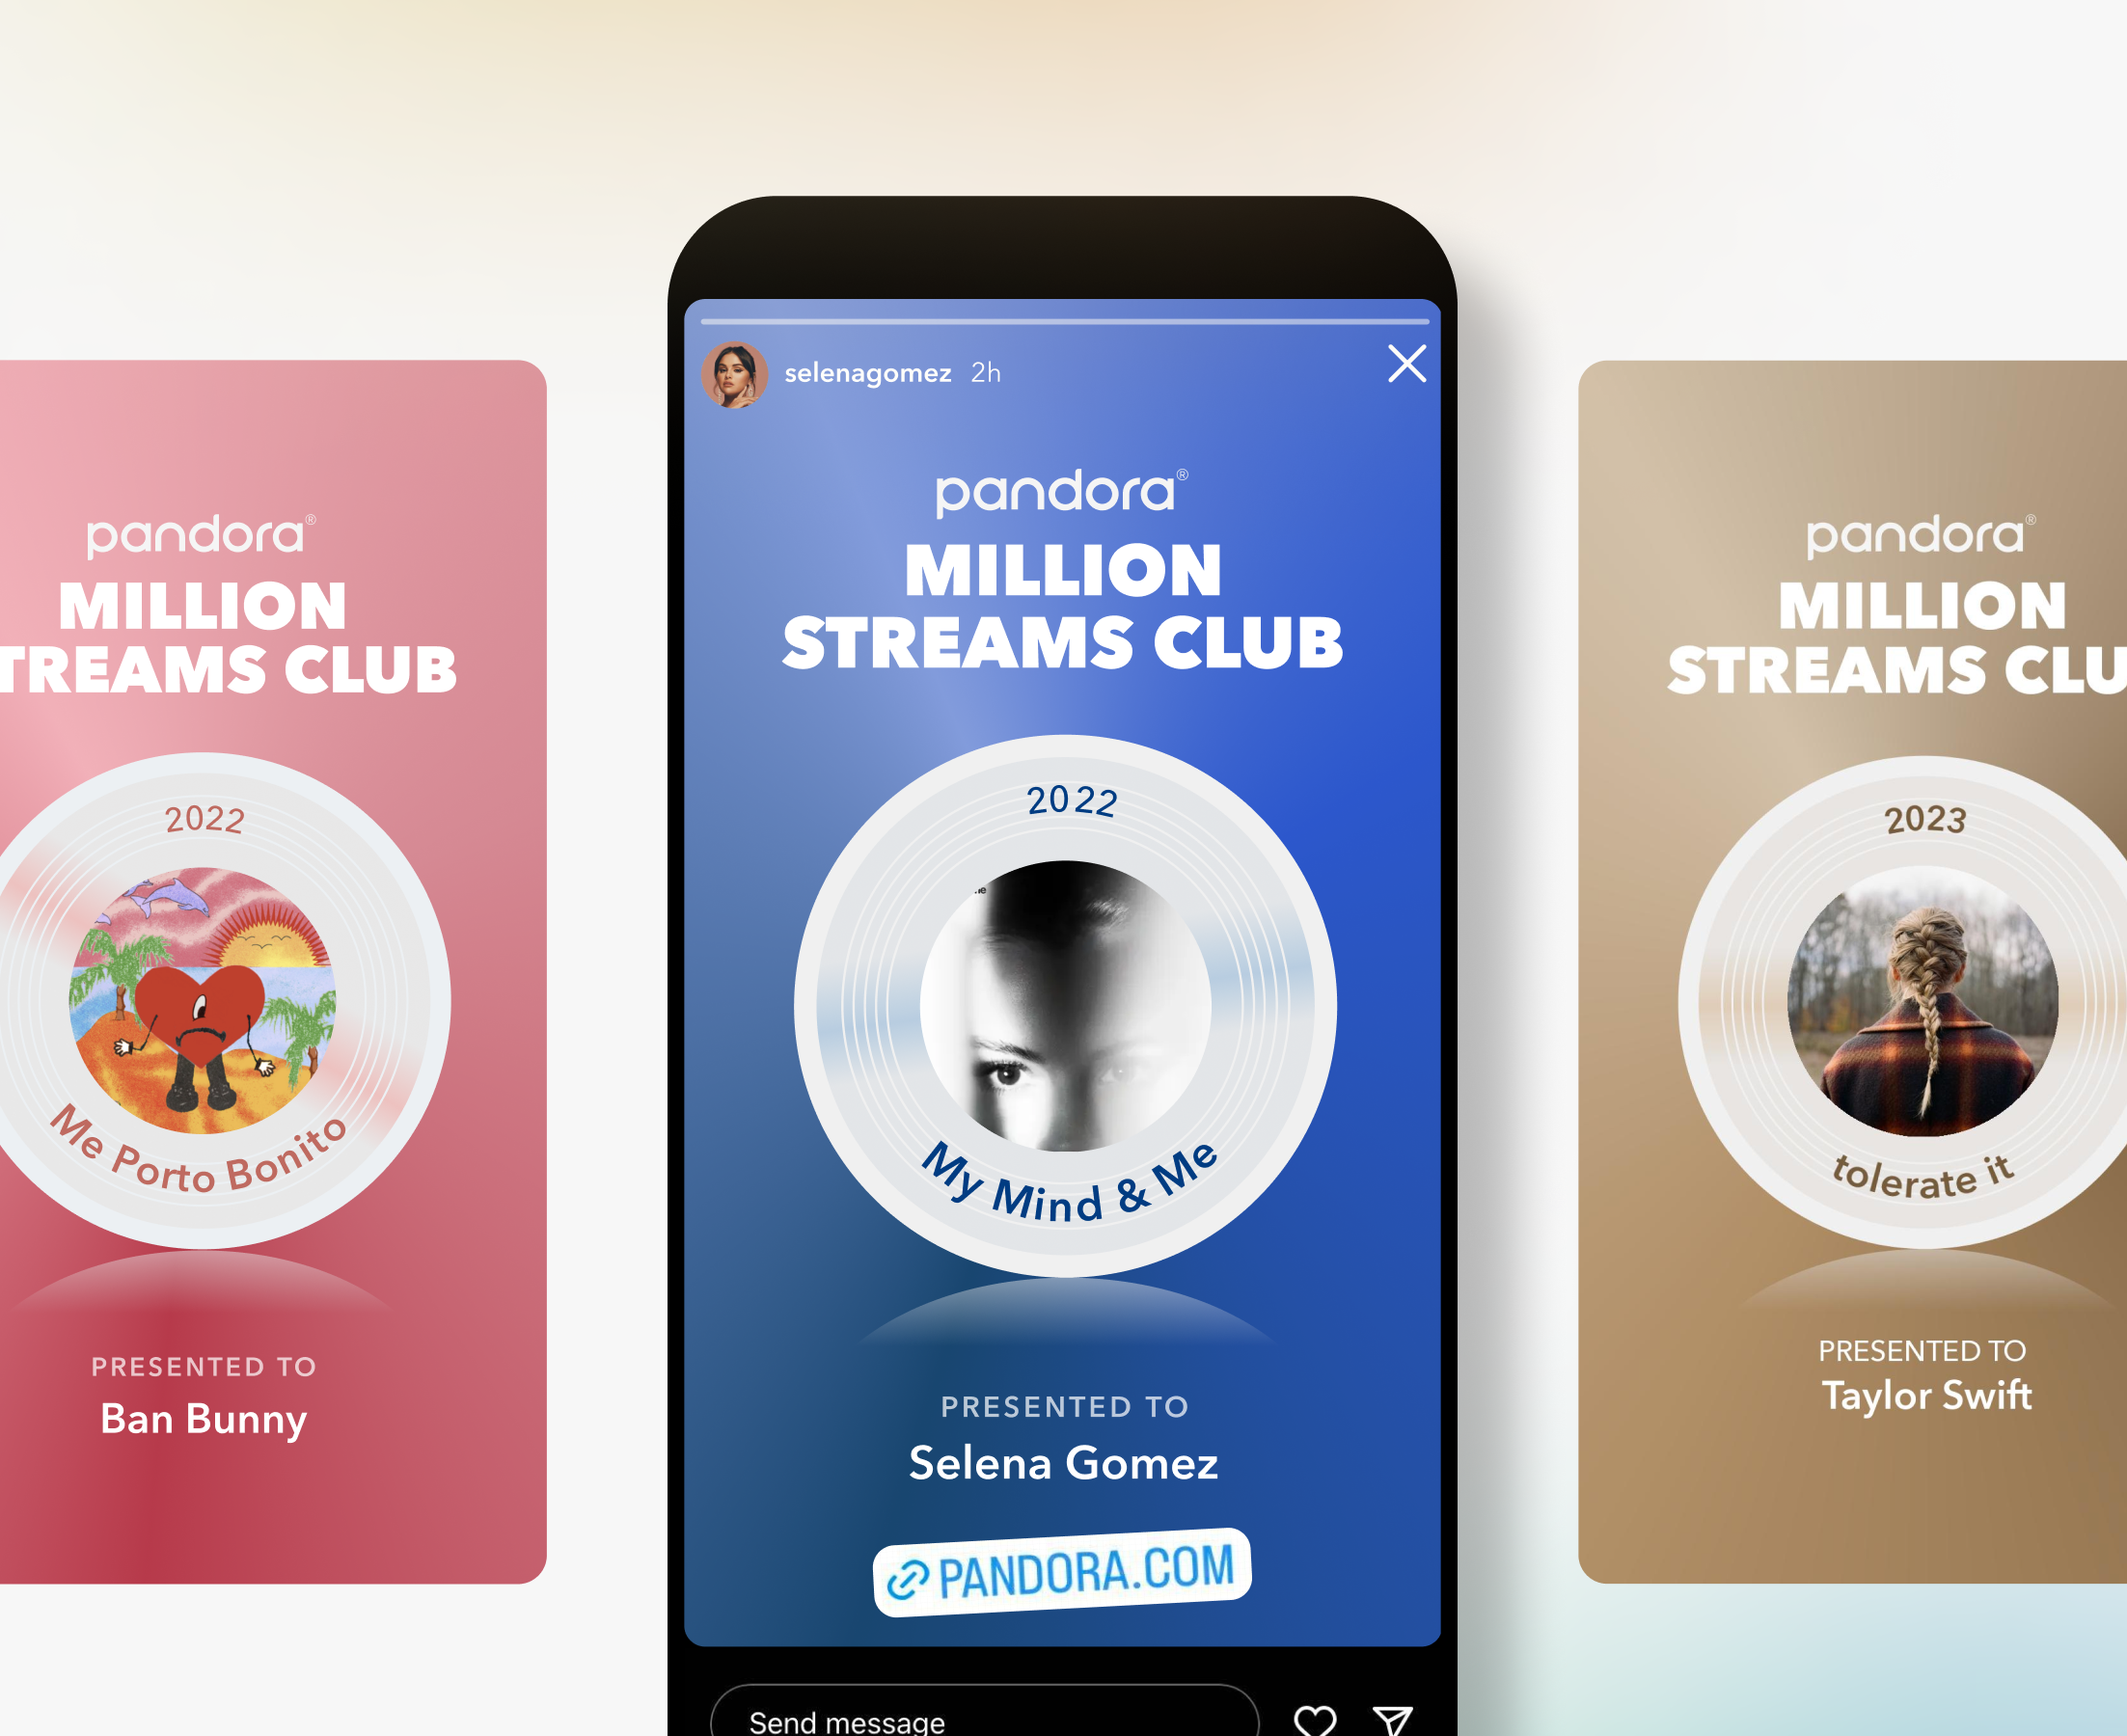 pandora®
MILLION
TREAMS CLUB
2022
Me Porto Bonito
PRESENTED TO
Ban Bunny
selenagomez 2h
pandora®
MILLION
STREAMS CLUB
2022
My Mind & Me
PRESENTED TO
Selena Gomez
PANDORA.COM
Send message
pandora®
MILLION
STREAMS CLU
2023
tolerate it
PRESENTED TO
Taylor Swift